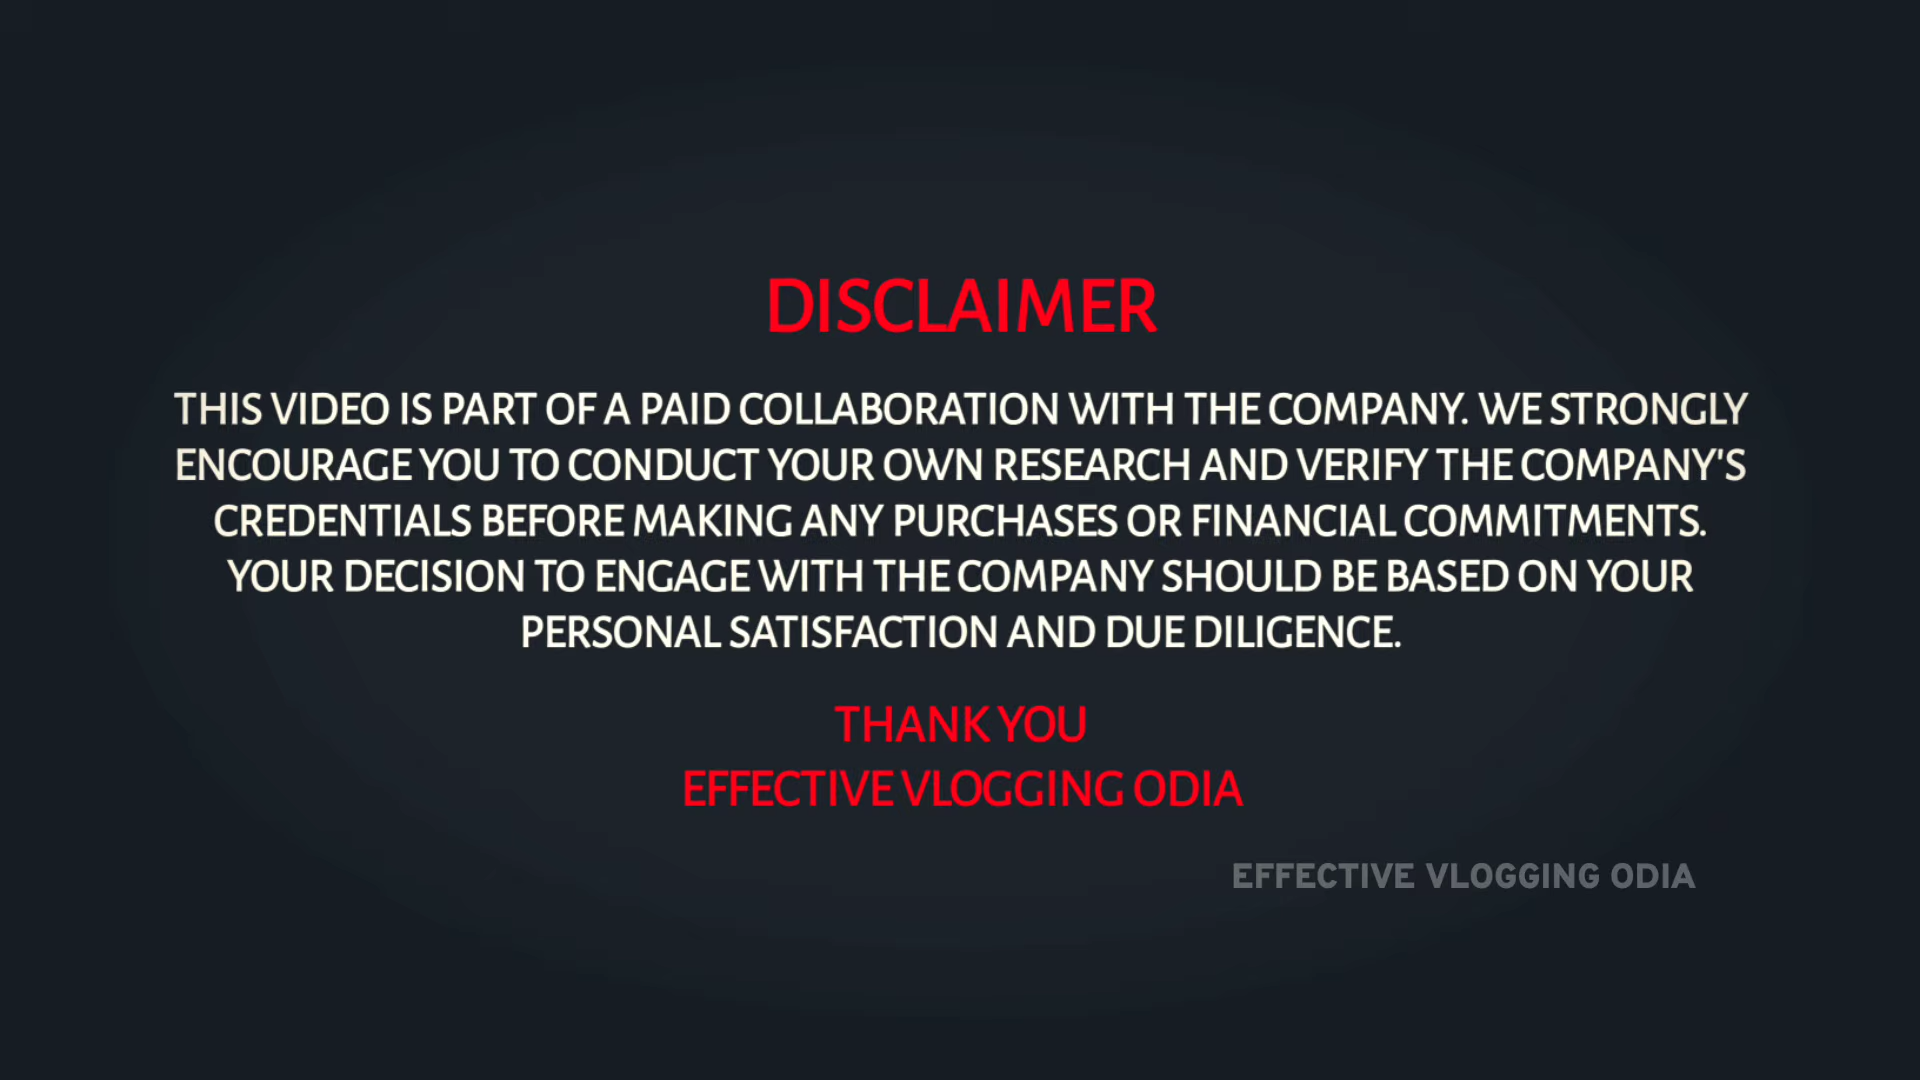 DISCLAIMER
THIS VIDEO IS PART OF A PAID COLLABORATION WITH THE COMPANY. WE STRONGLY
ENCOURAGE YOU TO CONDUCT YOUR OWN RESEARCH AND VERIFY THE COMPANY'S
CREDENTIALS BEFORE MAKING ANY PURCHASES OR FINANCIAL COMMITMENTS.
YOUR DECISION TO ENGAGE WITH THE COMPANY SHOULD BE BASED ON YOUR
PERSONAL SATISFACTION AND DUE DILIGENCE.
THANK YOU
EFFECTIVE VLOGGING ODIA
EFFECTIVE VLOGGING ODIA